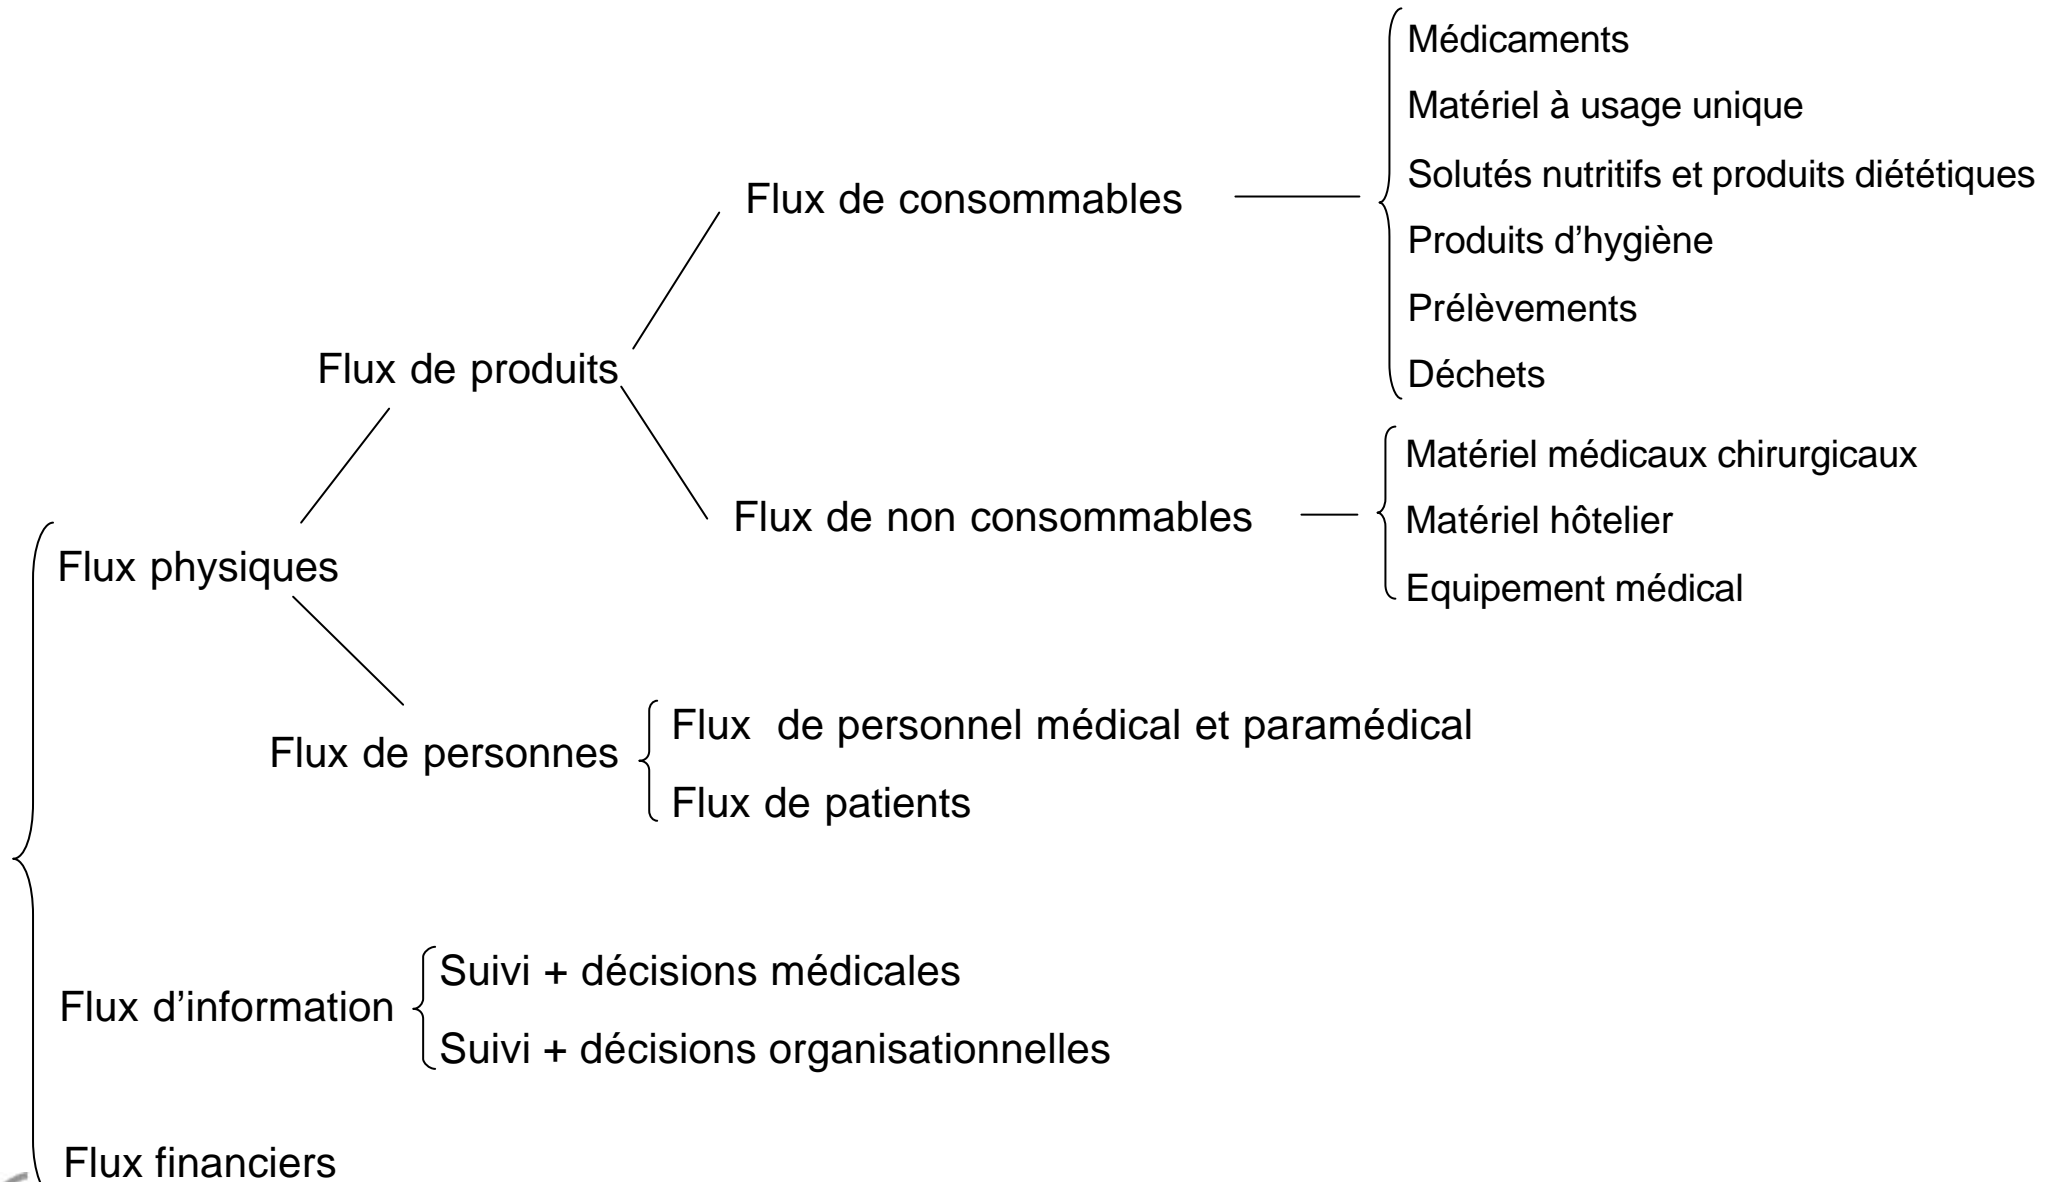 Médicaments
Matériel à usage unique
Solutés nutritifs et produits diététiques
Flux de consommables
Produits d’hygiène
Prélèvements
Flux de produits
Déchets
Matériel médicaux chirurgicaux
Flux de non consommables
Matériel hôtelier
Flux physiques
Equipement médical
Flux de personnel médical et paramédical
Flux de personnes
Flux de patients
Suivi + décisions médicales
Flux d’information
Suivi + décisions organisationnelles
Flux financiers